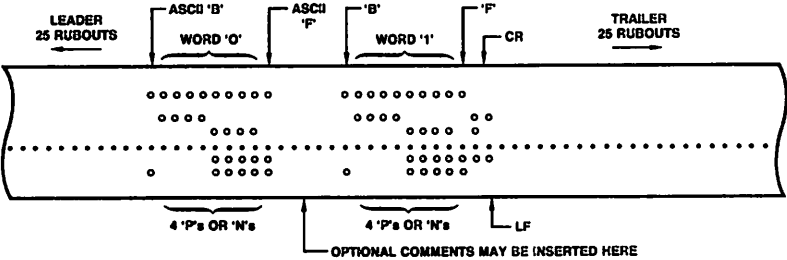 LEADER
25 RUBOUTS
ASCII 'B'
WORD '0'
ASCII
'F'
'B'
WORD '1'
'F'
CR
TRAILER
25 RUBOUTS
4 'P's OR 'N's
4 'P's OR 'N's
LF
OPTIONAL COMMENTS MAY BE INSERTED HERE